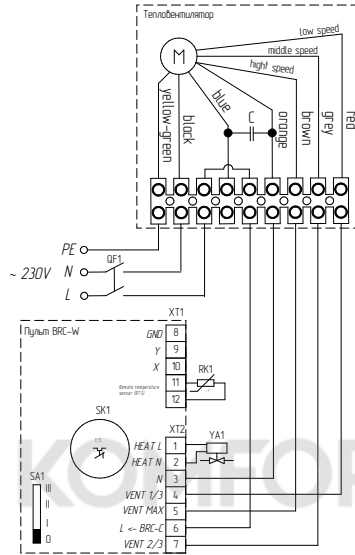 Тепловентилятор
low speed
middle speed
hight speed
M
C
yellow-green
black
blue
orange
brown
grey
red
PE
~ 230V
N
QF1
L
Пульт BRC-W
XT1
GND 8
Y 9
X 10
11
Remote temperature
sensor (RTS)
12
RK1
SK1
t°C
XT2
HEAT L 1
HEAT N 2
YA1
N 3
VENT 1/3 4
VENT MAX 5
L <- BRC-C 6
VENT 2/3 7
SA1
III
II
I
0
KOMFOR